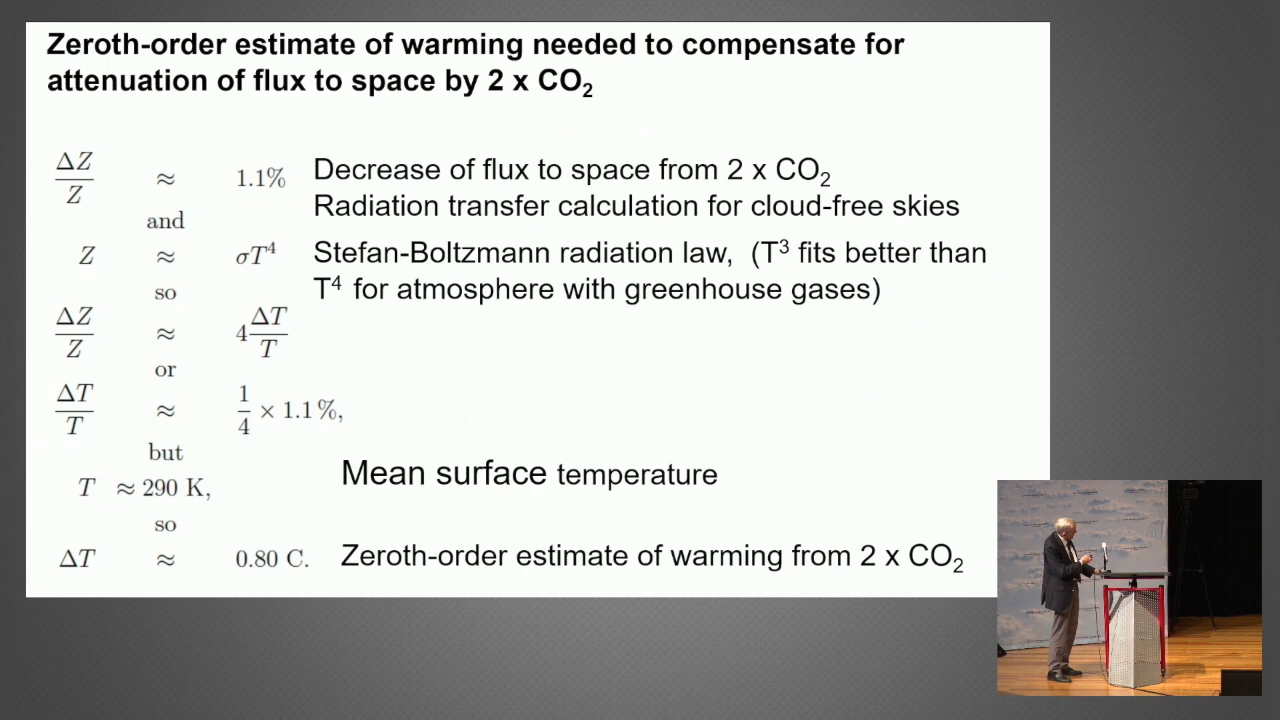 Zeroth-order estimate of warming needed to compensate for
attenuation of flux to space by 2 x CO₂
ΔZ/Z ≈ 1.1% Decrease of flux to space from 2 x CO₂
Radiation transfer calculation for cloud-free skies
and
Z ≈ σT⁴ Stefan-Boltzmann radiation law, (T³ fits better than
T⁴ for atmosphere with greenhouse gases)
so
ΔZ/Z ≈ 4 ΔT/T
or
ΔT/T ≈ 1/4 × 1.1 %,
but
T ≈ 290 K, Mean surface temperature
so
ΔT ≈ 0.80 C. Zeroth-order estimate of warming from 2 x CO₂